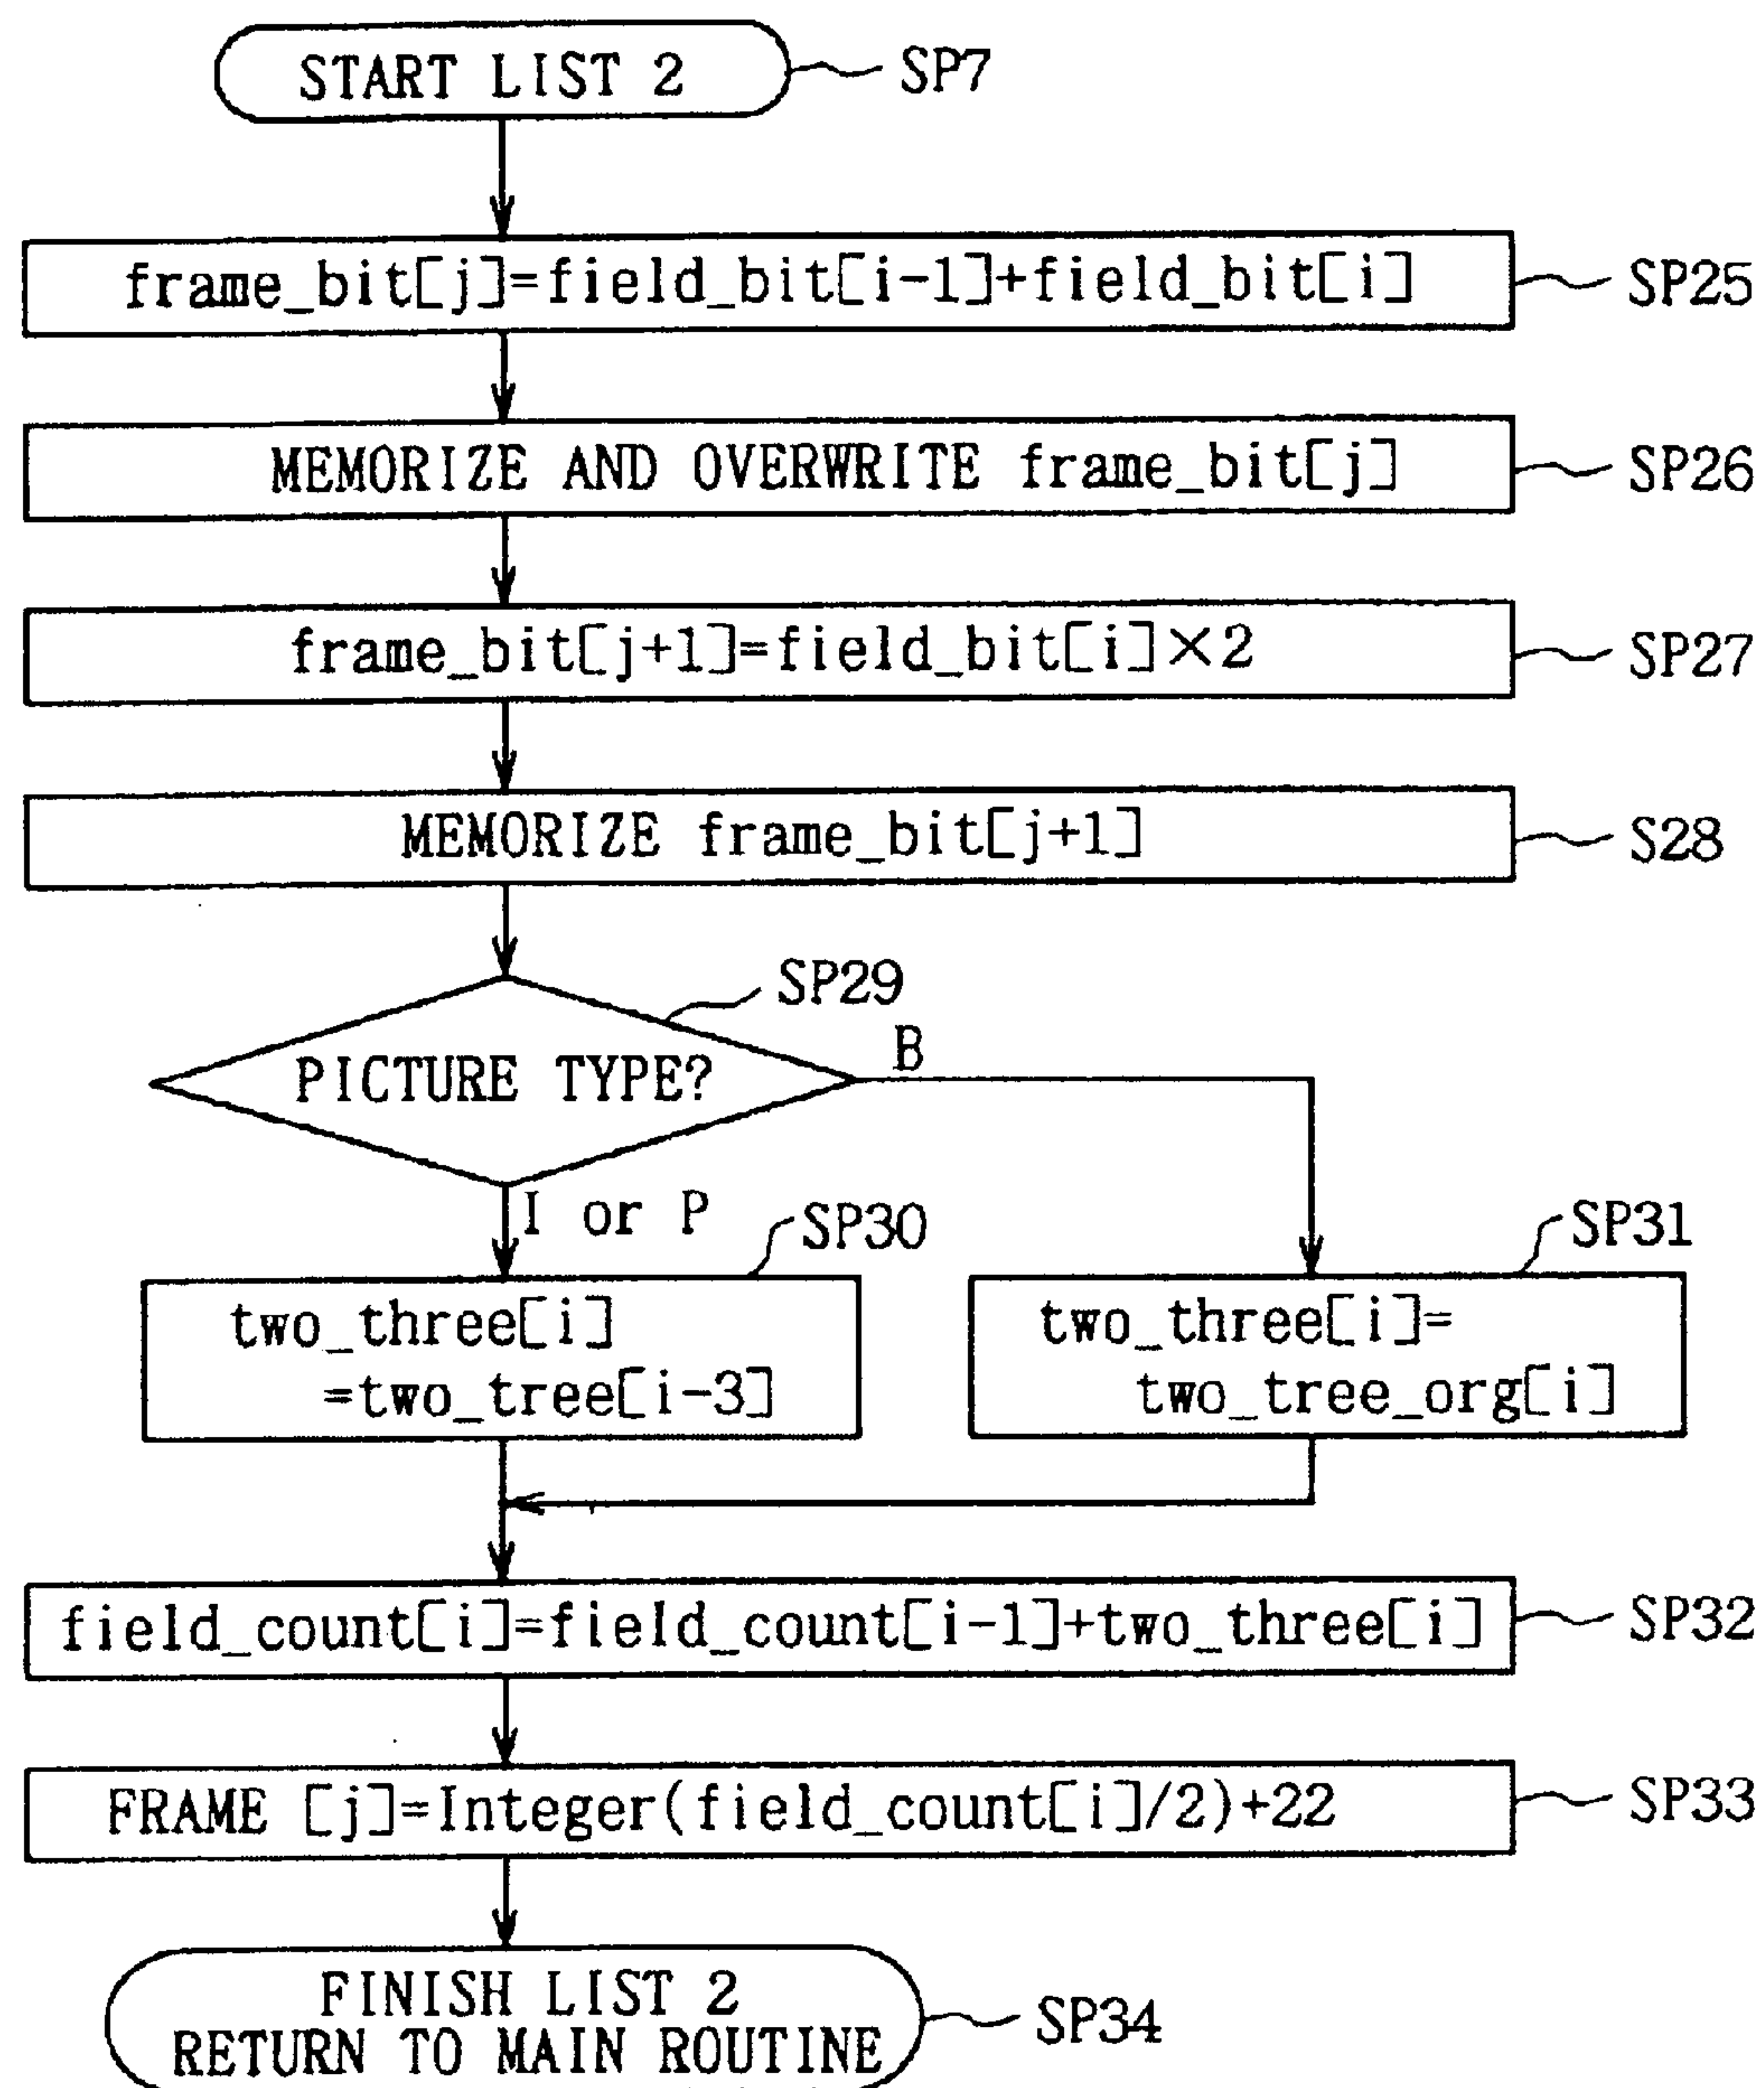 START LIST 2
SP7
frame_bit[j]=field_bit[i-1]+field_bit[i]
SP25
MEMORIZE AND OVERWRITE frame_bit[j]
SP26
frame_bit[j+1]=field_bit[i]×2
SP27
MEMORIZE frame_bit[j+1]
S28
SP29
PICTURE TYPE?
B
I or P
SP30
two_three[i]
=two_tree[i-3]
SP31
two_three[i]=
two_tree_org[i]
field_count[i]=field_count[i-1]+two_three[i]
SP32
FRAME [j]=Integer(field_count[i]/2)+22
SP33
FINISH LIST 2
RETURN TO MAIN ROUTINE
SP34